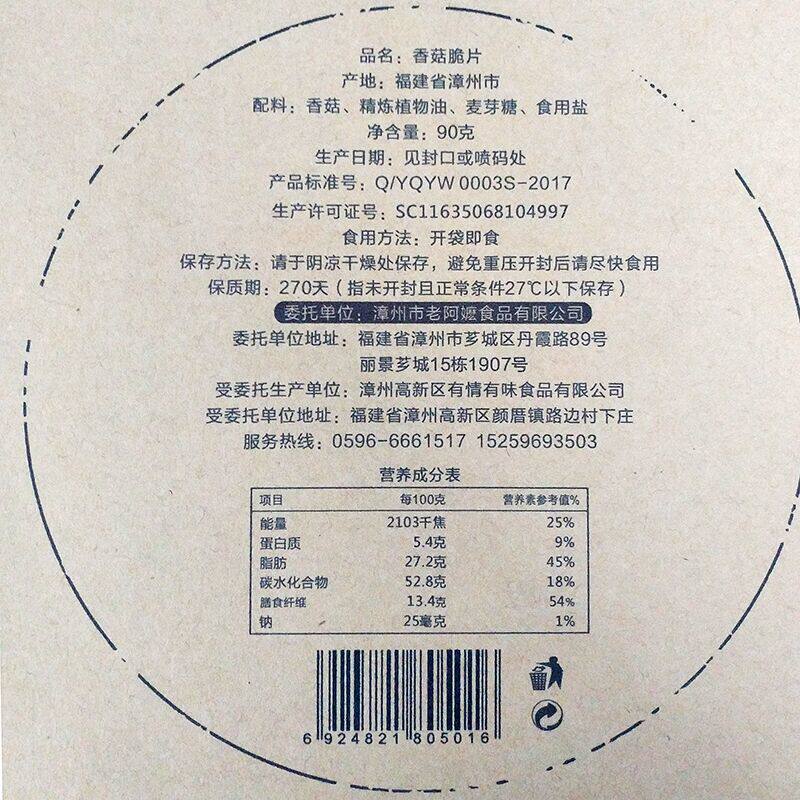 品名：香菇脆片
产地：福建省漳州市
配料：香菇、精炼植物油、麦芽糖、食用盐
净含量：90克
生产日期：见封口或喷码处
产品标准号：Q/YQYW 0003S-2017
生产许可证号：SC11635068104997
食用方法：开袋即食
保存方法：请于阴凉干燥处保存，避免重压开封后请尽快食用
保质期：270天（指未开封且正常条件27℃以下保存）
委托单位：漳州市老阿嬷食品有限公司
委托单位地址：福建省漳州市芗城区丹霞路89号
丽景芗城15栋1907号
受委托生产单位：漳州高新区有情有味食品有限公司
受委托单位地址：福建省漳州高新区颜厝镇路边村下庄
服务热线：0596-6661517 15259693503
营养成分表
项目 每100克 营养素参考值%
能量 2103千焦 25%
蛋白质 5.4克 9%
脂肪 27.2克 45%
碳水化合物 52.8克 18%
膳食纤维 13.4克 54%
钠 25毫克 1%
6 924821 805016